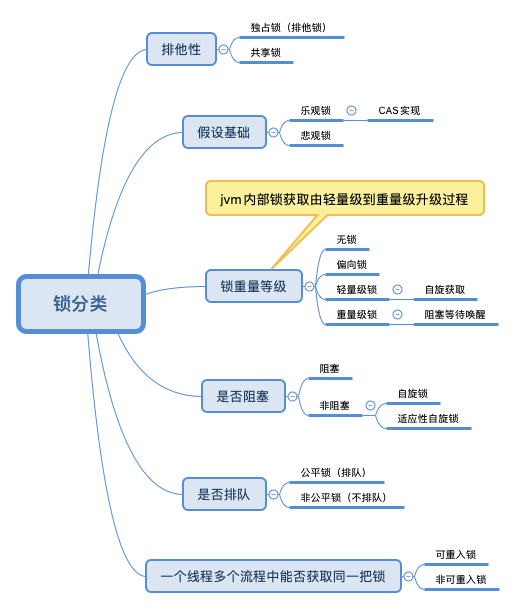 锁分类
排他性
独占锁（排他锁）
共享锁
假设基础
乐观锁
CAS实现
悲观锁
jvm内部锁获取由轻量级到重量级升级过程
锁重量等级
无锁
偏向锁
轻量级锁
自旋获取
重量级锁
阻塞等待唤醒
是否阻塞
阻塞
非阻塞
自旋锁
适应性自旋锁
是否排队
公平锁（排队）
非公平锁（不排队）
一个线程多个流程中能否获取同一把锁
可重入锁
非可重入锁